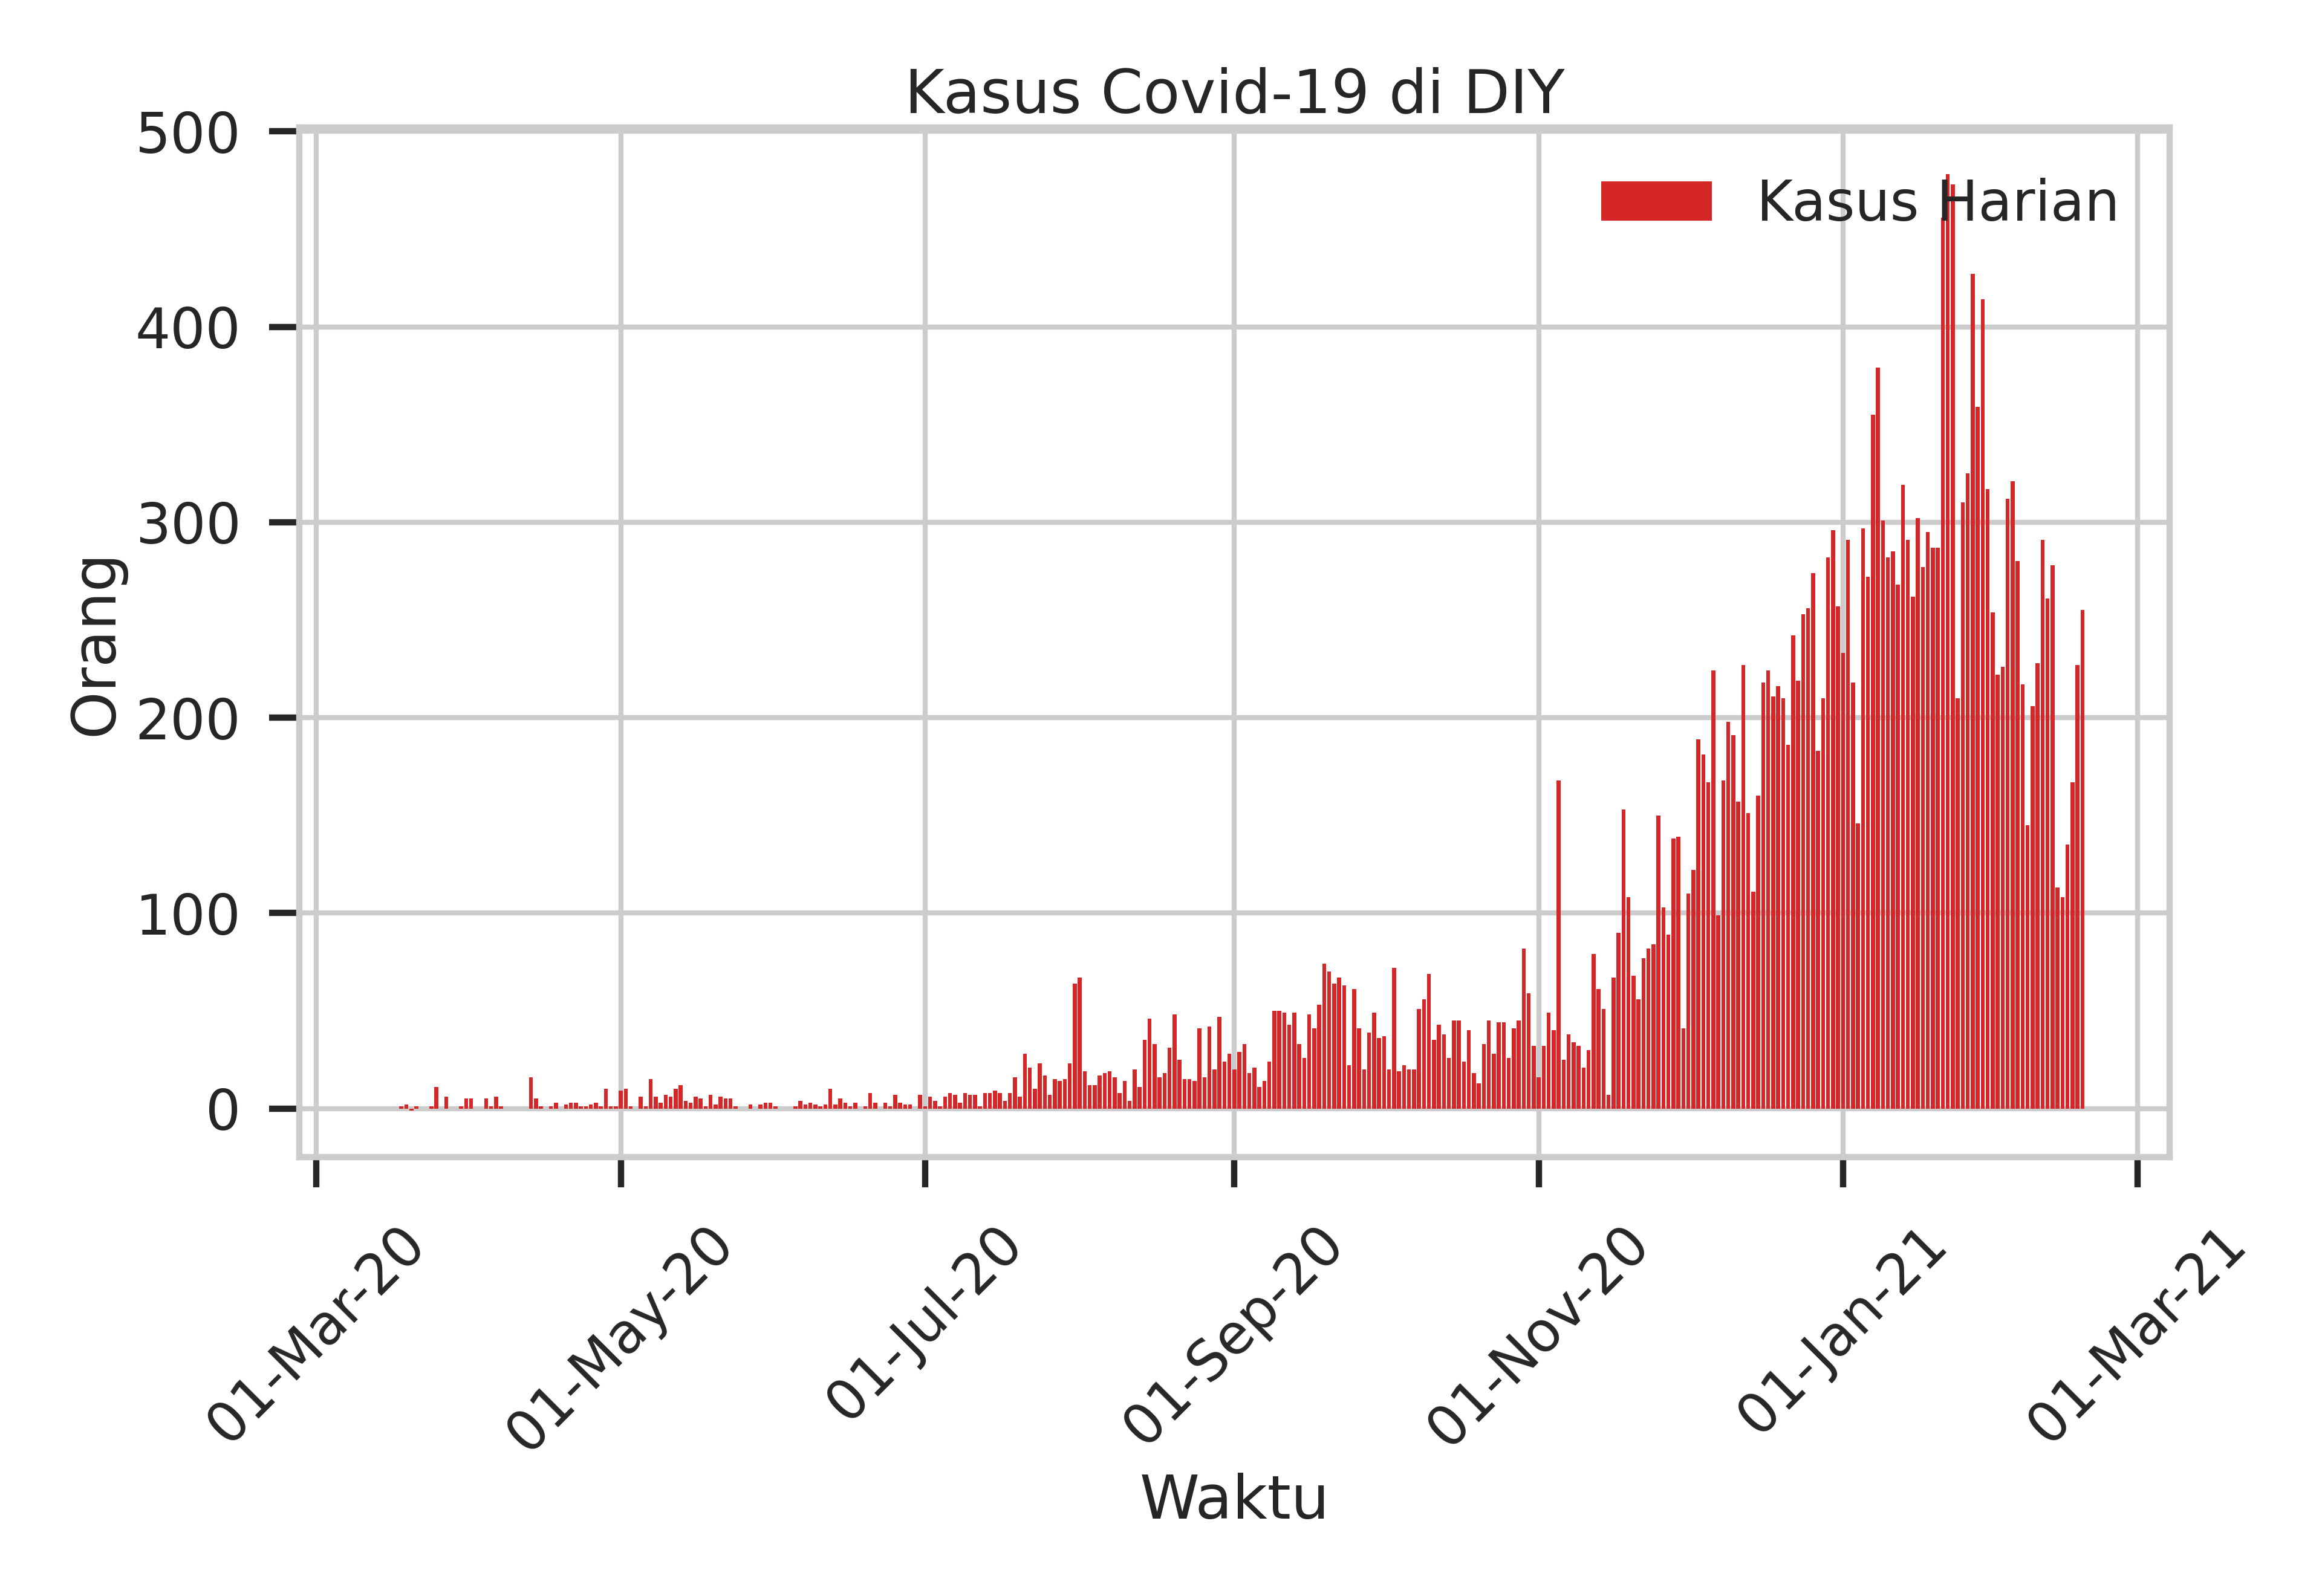 Kasus Covid-19 di DIY
Kasus Harian
Orang
500
400
300
200
100
0
01-Mar-20
01-May-20
01-Jul-20
01-Sep-20
01-Nov-20
01-Jan-21
01-Mar-21
Waktu